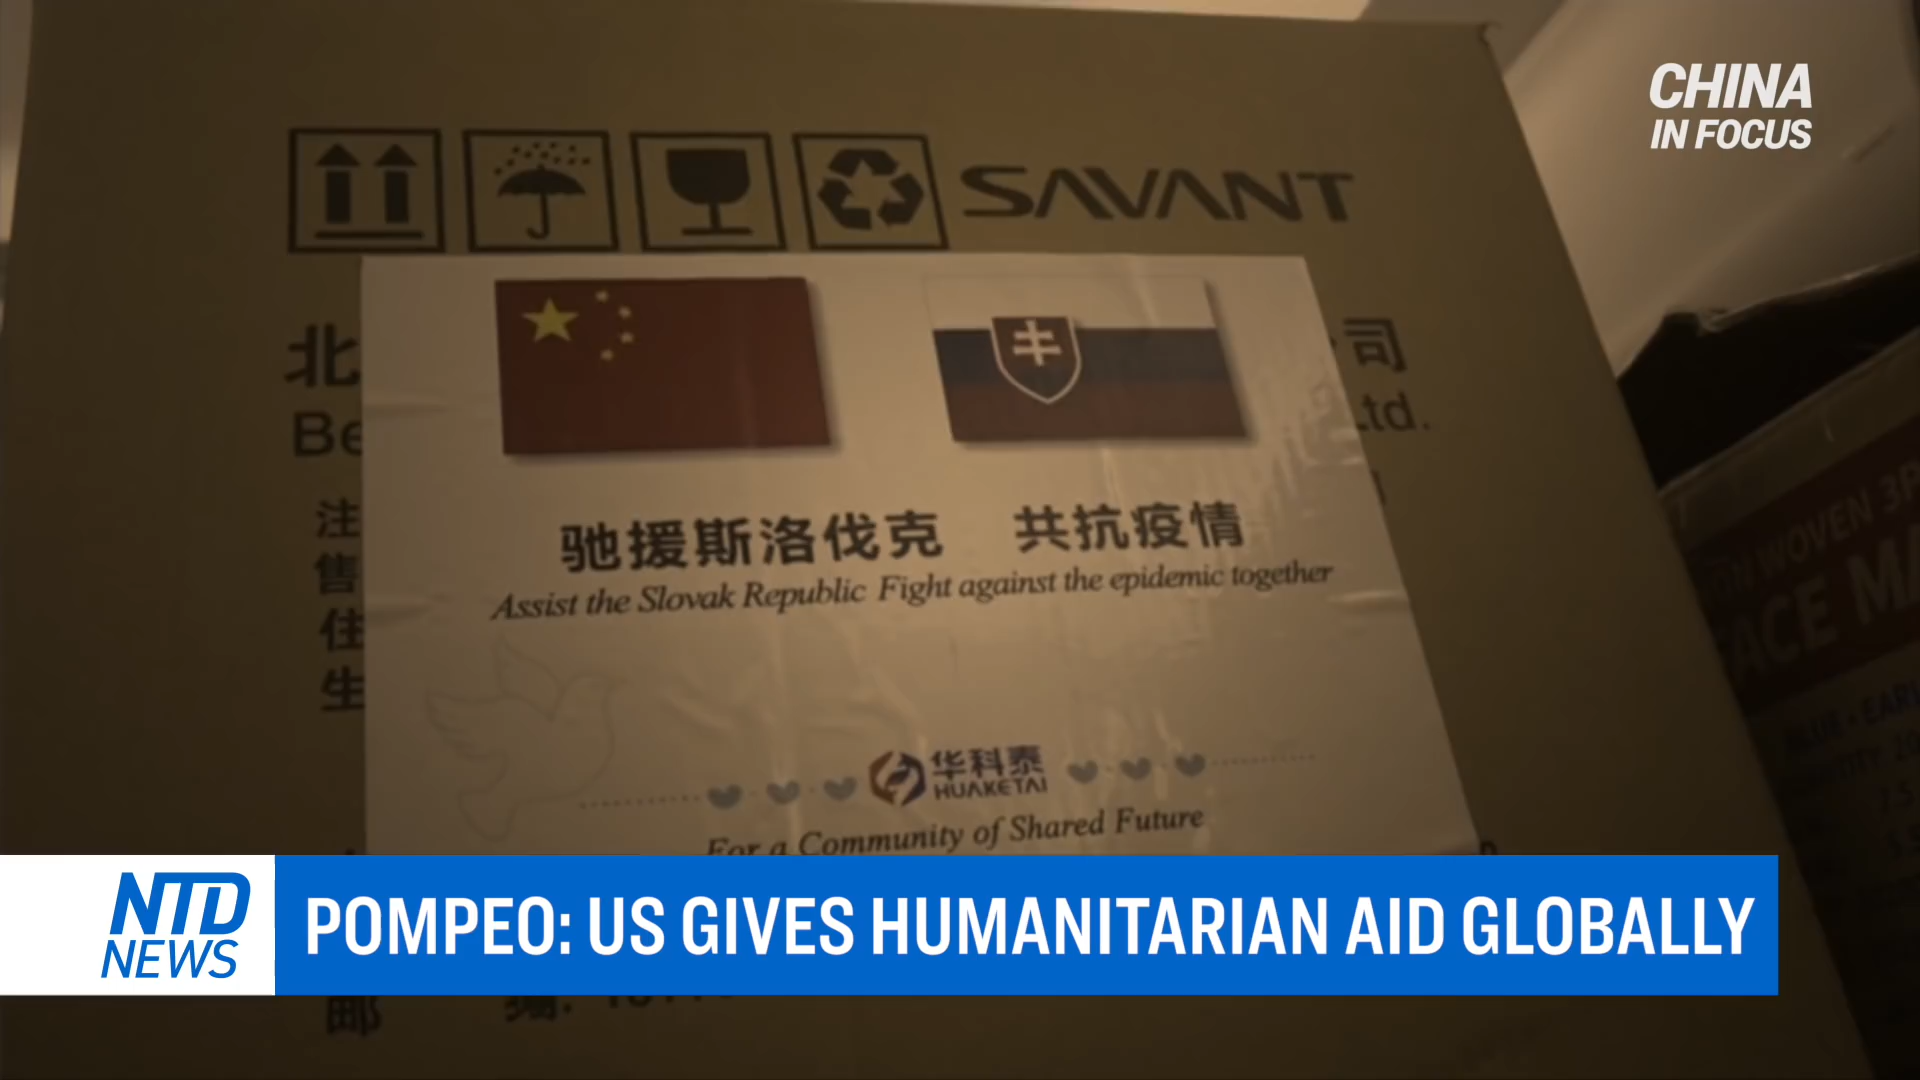 CHINA
IN FOCUS
SAVANT
北
司
Ltd.
注
售
住
生
驰援斯洛伐克 共抗疫情
Assist the Slovak Republic Fight against the epidemic together
华科泰
HUAKETAI
For a Community of Shared Future
WOVEN
NTD
NEWS
POMPEO: US GIVES HUMANITARIAN AID GLOBALLY
邮